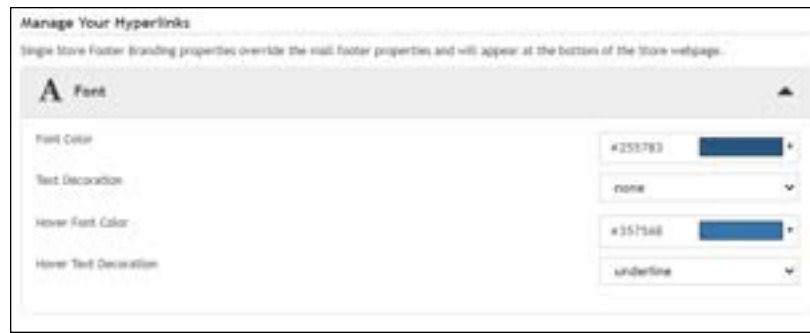 Manage Your Hyperlinks
Single Store Footer Branding properties override the mall footer properties and will appear at the bottom of the Store webpage.
A Font
Font Color
#255783
Text Decoration
none
Hover Font Color
Hover Text Decoration
underline